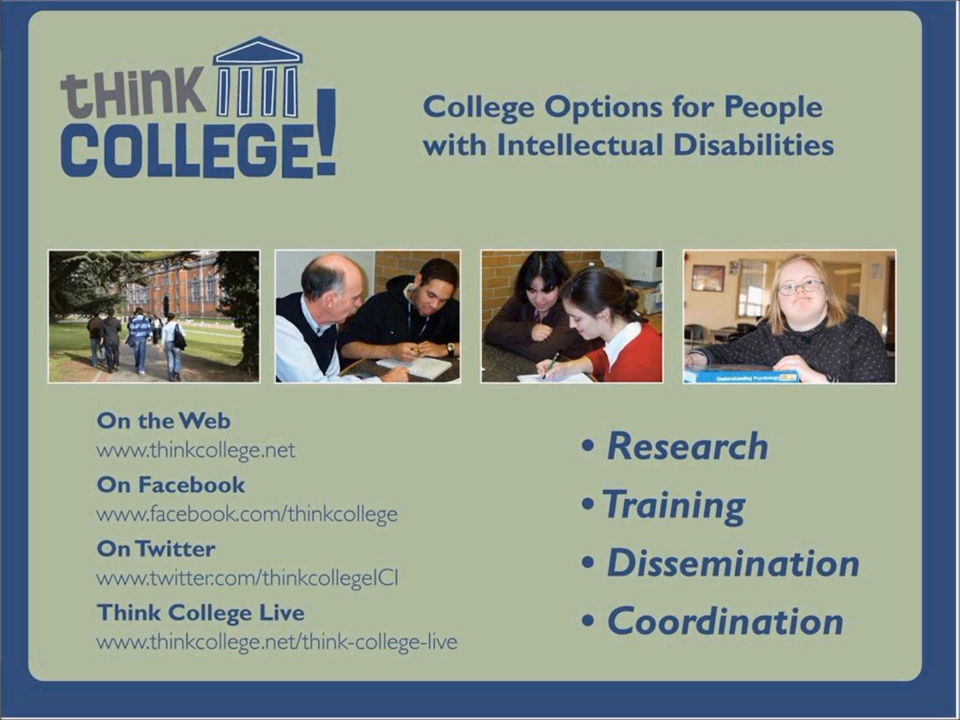 tHiNK
COLLEGE!
College Options for People
with Intellectual Disabilities
Understanding Psychology
On the Web
www.thinkcollege.net
On Facebook
www.facebook.com/thinkcollege
On Twitter
www.twitter.com/thinkcollegeICI
Think College Live
www.thinkcollege.net/think-college-live
• Research
• Training
• Dissemination
• Coordination